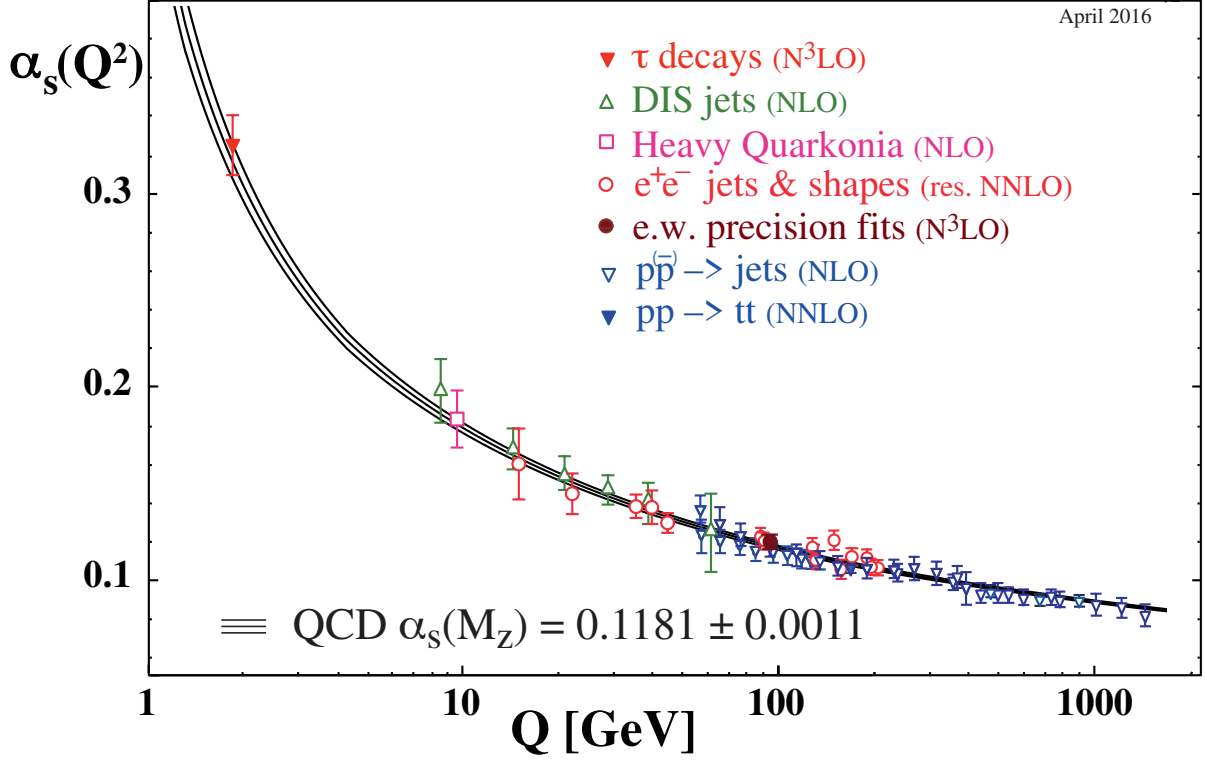 April 2016
αs(Q²)
τ decays (N³LO)
DIS jets (NLO)
Heavy Quarkonia (NLO)
e⁺e⁻ jets & shapes (res. NNLO)
e.w. precision fits (N³LO)
p(p̄) –> jets (NLO)
pp –> tt (NNLO)
0.3
0.2
0.1
QCD αs(Mz) = 0.1181 ± 0.0011
1
10
100
1000
Q [GeV]